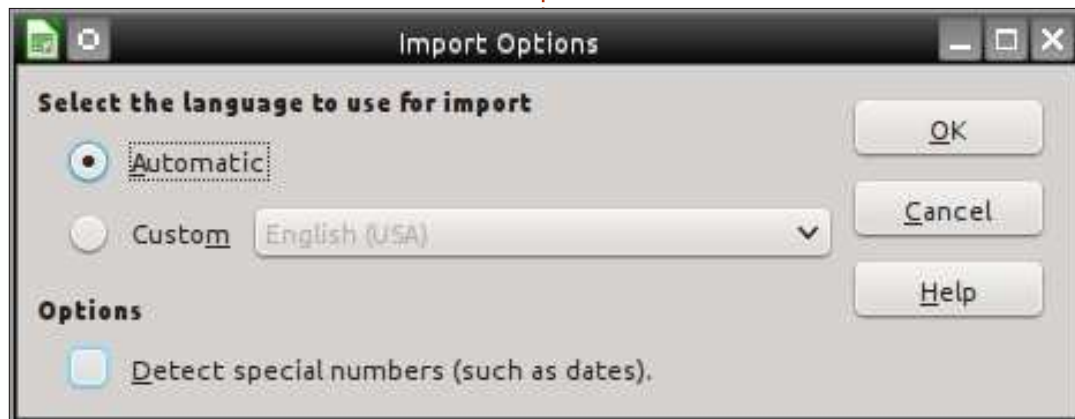 Import Options
Select the language to use for import
Automatic
Custom English (USA)
Options
Detect special numbers (such as dates).
OK
Cancel
Help